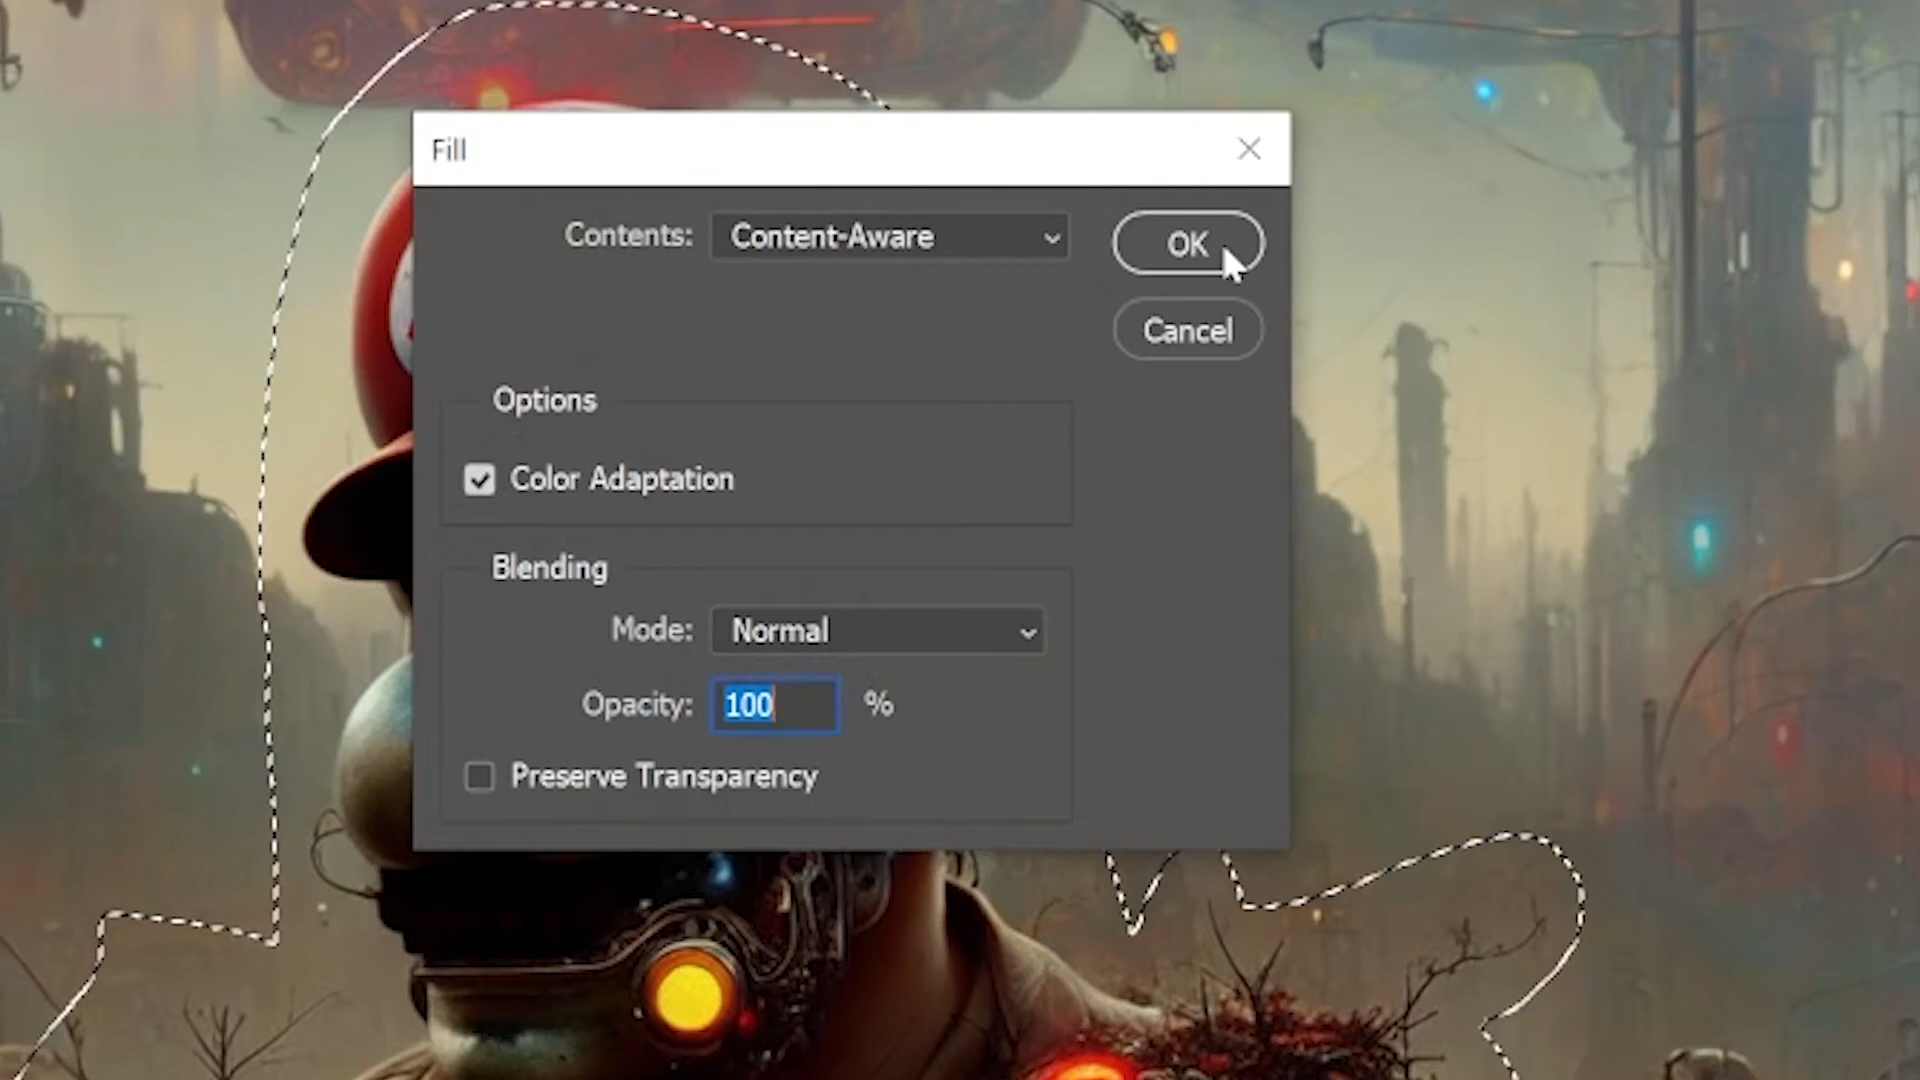 Fill
Contents: Content-Aware
OK
Cancel
Options
Color Adaptation
Blending
Mode: Normal
Opacity: 100 %
Preserve Transparency